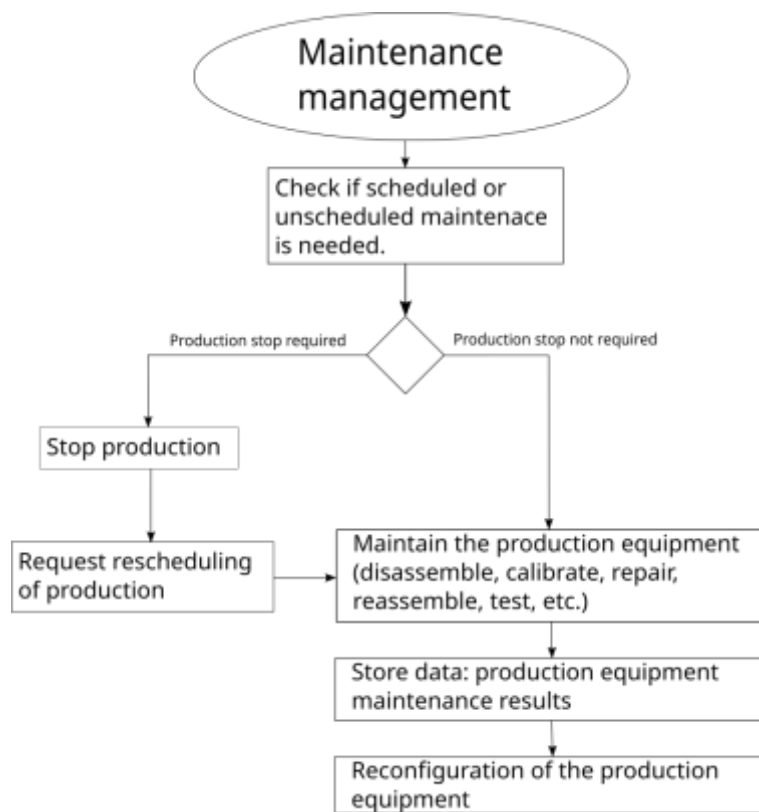 Maintenance
management
Check if scheduled or
unscheduled maintenace
is needed.
Production stop required
Production stop not required
Stop production
Request rescheduling
of production
Maintain the production equipment
(disassemble, calibrate, repair,
reassemble, test, etc.)
Store data: production equipment
maintenance results
Reconfiguration of the production
equipment